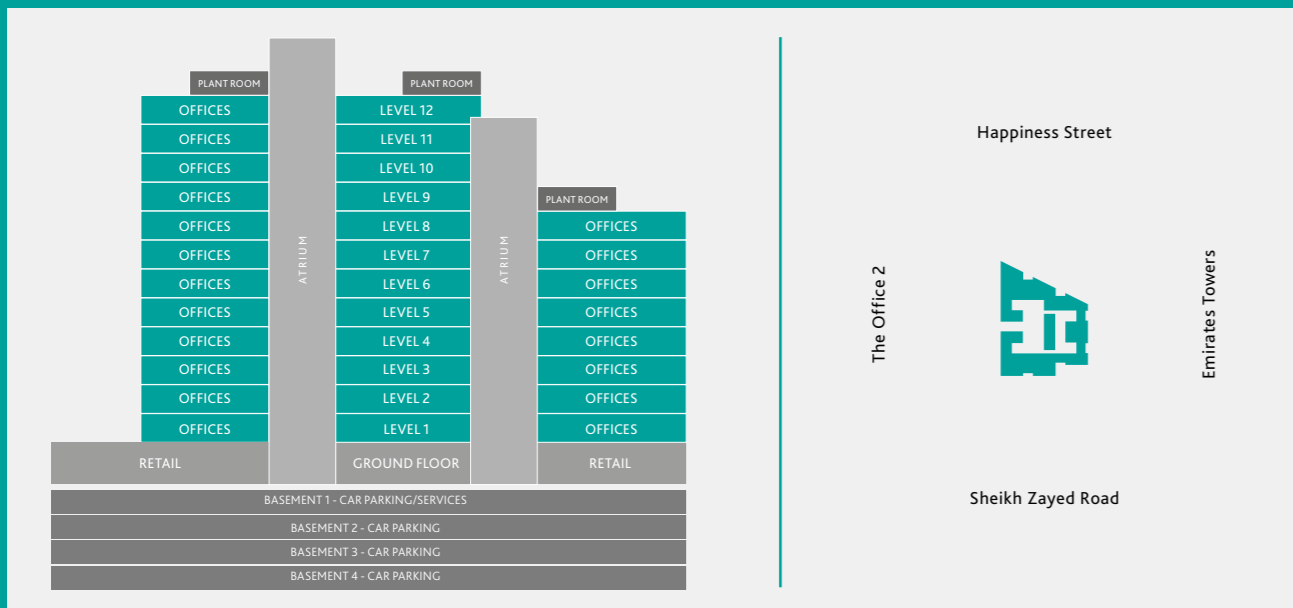 PLANT ROOM PLANT ROOM
OFFICES LEVEL 12
OFFICES LEVEL 11
OFFICES LEVEL 10
OFFICES LEVEL 9 PLANT ROOM
OFFICES LEVEL 8 OFFICES
OFFICES LEVEL 7 OFFICES
OFFICES LEVEL 6 OFFICES
OFFICES LEVEL 5 OFFICES
OFFICES LEVEL 4 OFFICES
OFFICES LEVEL 3 OFFICES
OFFICES LEVEL 2 OFFICES
OFFICES LEVEL 1 OFFICES
ATRIUM
ATRIUM
RETAIL GROUND FLOOR RETAIL
BASEMENT 1 - CAR PARKING/SERVICES
BASEMENT 2 - CAR PARKING
BASEMENT 3 - CAR PARKING
BASEMENT 4 - CAR PARKING
Happiness Street
The Office 2
Emirates Towers
Sheikh Zayed Road